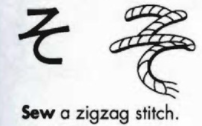 そ
Sew a zigzag stitch.